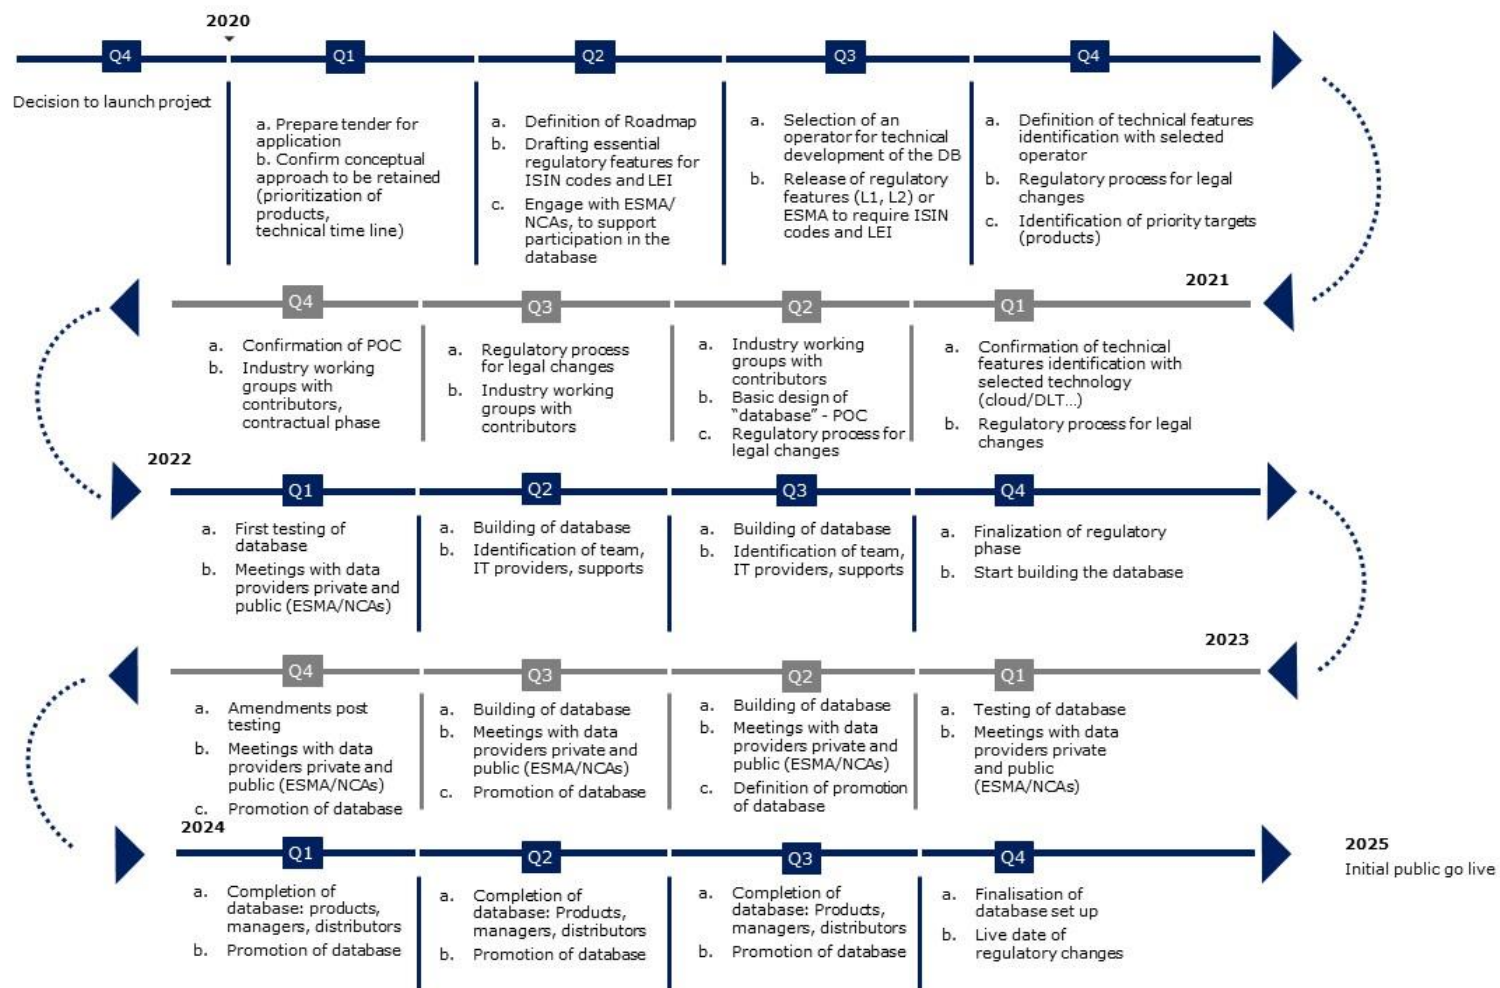 2020
Q4
Q1
Q2
Q3
Q4
Decision to launch project
a. Prepare tender for
application
b. Confirm conceptual
approach to be retained
(prioritization of
products,
technical time line)
a. Definition of Roadmap
b. Drafting essential
regulatory features for
ISIN codes and LEI
c. Engage with ESMA/
NCAs, to support
participation in the
database
a. Selection of an
operator for technical
development of the DB
b. Release of regulatory
features (L1, L2) or
ESMA to require ISIN
codes and LEI
a. Definition of technical features
identification with selected
operator
b. Regulatory process for legal
changes
c. Identification of priority targets
(products)
2021
Q4
Q3
Q2
Q1
a. Confirmation of POC
b. Industry working
groups with
contributors,
contractual phase
a. Regulatory process
for legal changes
b. Industry working
groups with
contributors
a. Industry working
groups with
contributors
b. Basic design of
“database” - POC
c. Regulatory process for
legal changes
a. Confirmation of technical
features identification with
selected technology
(cloud/DLT...)
b. Regulatory process for legal
changes
2022
Q1
Q2
Q3
Q4
a. First testing of
database
b. Meetings with data
providers private and
public (ESMA/NCAs)
a. Building of database
b. Identification of team,
IT providers, supports
a. Building of database
b. Identification of team,
IT providers, supports
a. Finalization of regulatory
phase
b. Start building the database
2023
Q4
Q3
Q2
Q1
a. Amendments post
testing
b. Meetings with data
providers private and
public (ESMA/NCAs)
c. Promotion of database
a. Building of database
b. Meetings with data
providers private and
public (ESMA/NCAs)
c. Promotion of database
a. Building of database
b. Meetings with data
providers private and
public (ESMA/NCAs)
c. Definition of promotion
of database
a. Testing of database
b. Meetings with data
providers private
and public
(ESMA/NCAs)
2024
Q1
Q2
Q3
Q4
2025
Initial public go live
a. Completion of
database: products,
managers, distributors
b. Promotion of database
a. Completion of
database: Products,
managers, distributors
b. Promotion of database
a. Completion of
database: Products,
managers, distributors
b. Promotion of database
a. Finalisation of
database set up
b. Live date of
regulatory changes